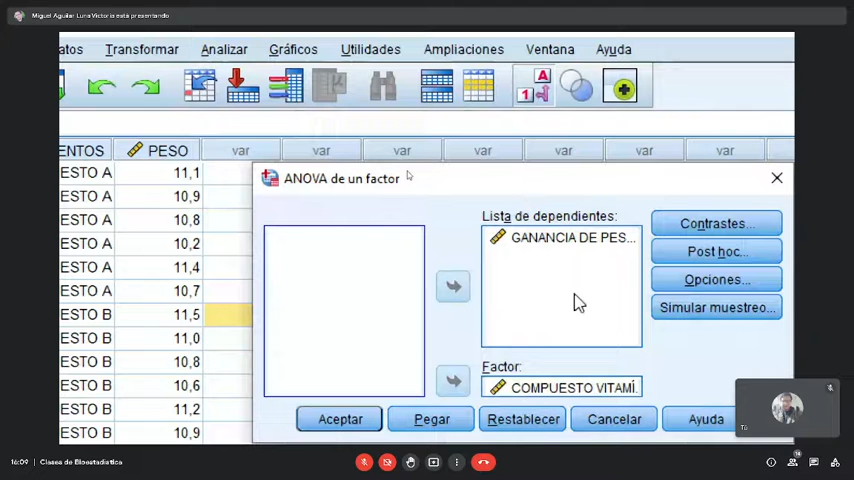 Miguel Aguilar Luna Victoria está presentando
atos Transformar Analizar Gráficos Utilidades Ampliaciones Ventana Ayuda
A
1
ENTOS PESO var var var var var var var
ESTO A 11,1
ESTO A 10,9
ESTO A 10,8
ESTO A 10,2
ESTO A 11,4
ESTO A 10,7
ESTO B 11,5
ESTO B 11,0
ESTO B 10,8
ESTO B 10,6
ESTO B 11,2
ESTO B 10,9
ANOVA de un factor
Lista de dependientes:
GANANCIA DE PES...
Contrastes...
Post hoc...
Opciones...
Simular muestreo...
Factor:
COMPUESTO VITAMÍ.
Aceptar Pegar Restablecer Cancelar Ayuda
Tú
16:09 Clases de Bioestadística